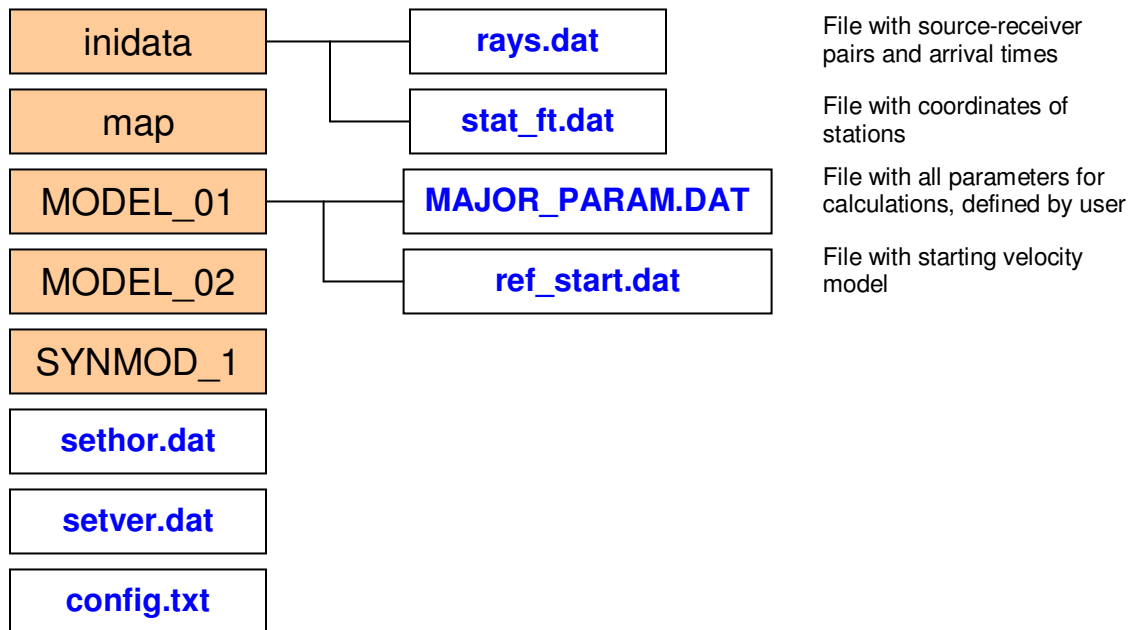 inidata
rays.dat
File with source-receiver
pairs and arrival times
map
stat_ft.dat
File with coordinates of
stations
MODEL_01
MAJOR_PARAM.DAT
File with all parameters for
calculations, defined by user
MODEL_02
ref_start.dat
File with starting velocity
model
SYNMOD_1
sethor.dat
setver.dat
config.txt